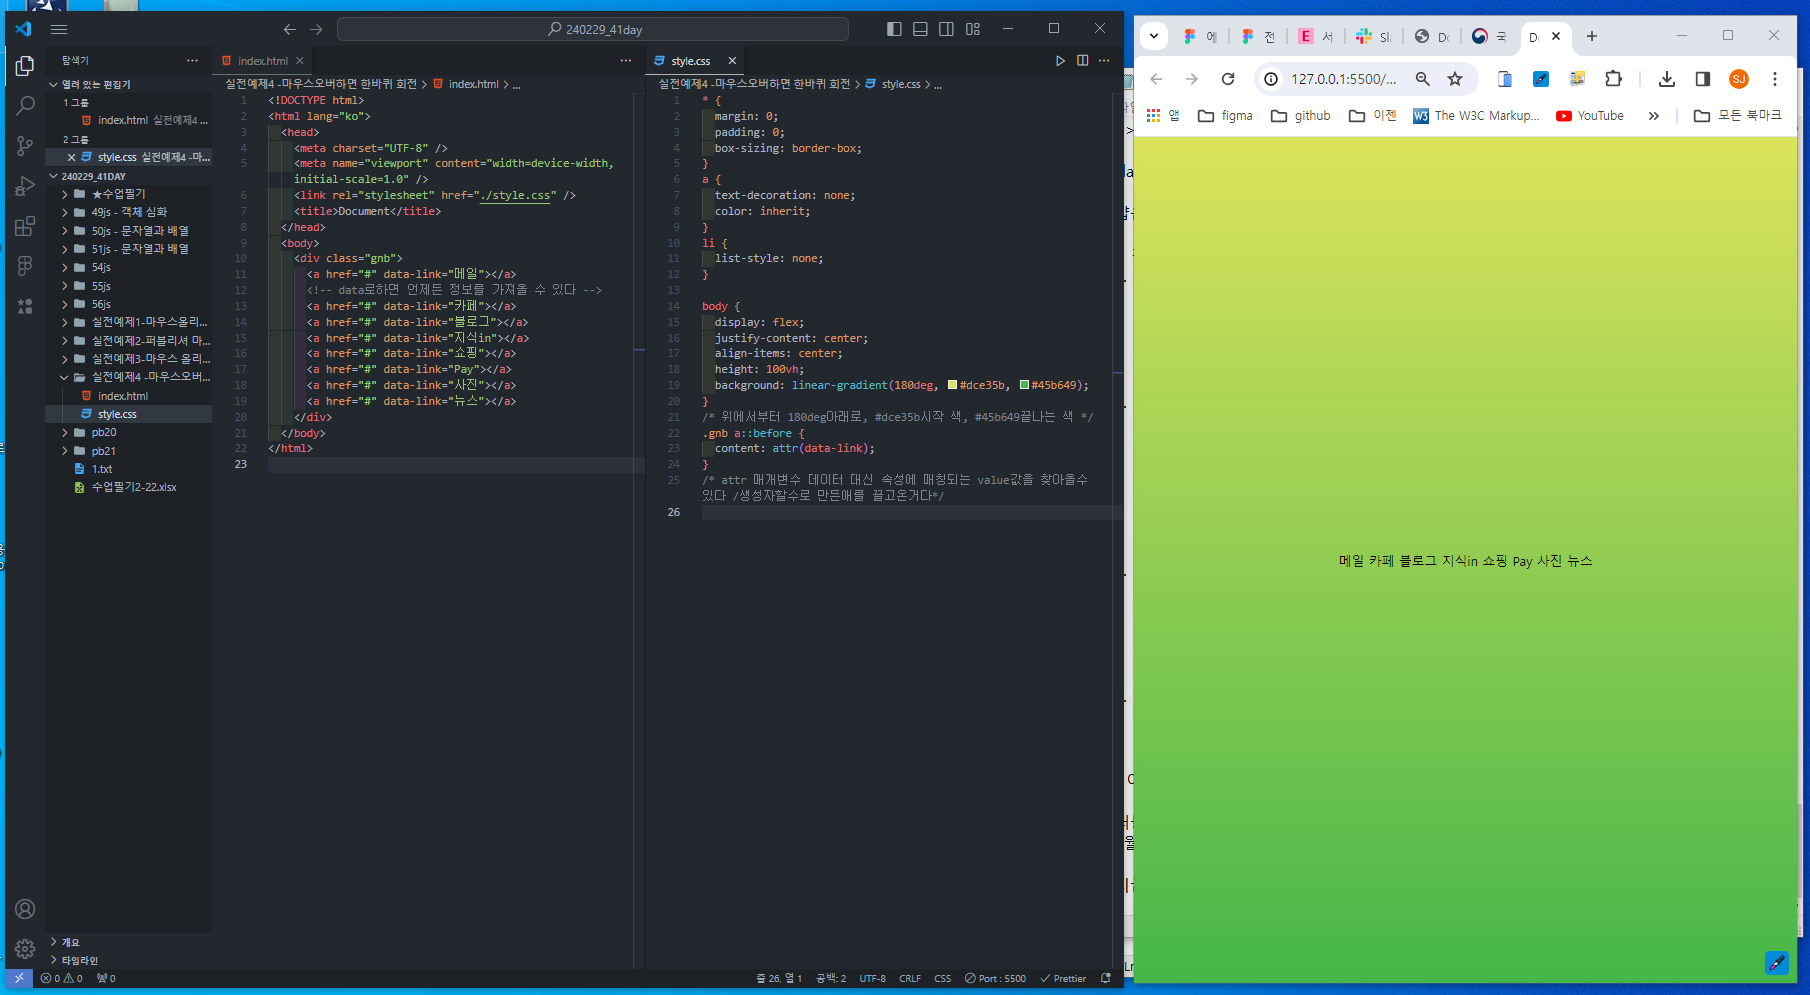 240229_41day
탐색기
열려 있는 편집기
1 그룹
index.html 실전예제4 ...
2 그룹
style.css 실전예제4 -마...
240229_41DAY
★수업필기
49js - 객체 심화
50js - 문자열과 배열
51js - 문자열과 배열
54js
55js
56js
실전예제1-마우스올리...
실전예제2-퍼블리셔 마...
실전예제3-마우스 올리...
실전예제4 -마우스오버...
index.html
style.css
pb20
pb21
1.txt
수업필기2-22.xlsx
개요
타임라인
index.html
실전예제4 -마우스오버하면 한바퀴 회전 > index.html > ...
1 <!DOCTYPE html>
2 <html lang="ko">
3 <head>
4 <meta charset="UTF-8" />
5 <meta name="viewport" content="width=device-width,
initial-scale=1.0" />
6 <link rel="stylesheet" href="./style.css" />
7 <title>Document</title>
8 </head>
9 <body>
10 <div class="gnb">
11 <a href="#" data-link="메일"></a>
12 <!-- data로하면 언제든 정보를 가져올 수 있다 -->
13 <a href="#" data-link="카페"></a>
14 <a href="#" data-link="블로그"></a>
15 <a href="#" data-link="지식in"></a>
16 <a href="#" data-link="쇼핑"></a>
17 <a href="#" data-link="Pay"></a>
18 <a href="#" data-link="사진"></a>
19 <a href="#" data-link="뉴스"></a>
20 </div>
21 </body>
22 </html>
23
style.css
실전예제4 -마우스오버하면 한바퀴 회전 > style.css > ...
1 * {
2 margin: 0;
3 padding: 0;
4 box-sizing: border-box;
5 }
6 a {
7 text-decoration: none;
8 color: inherit;
9 }
10 li {
11 list-style: none;
12 }
13
14 body {
15 display: flex;
16 justify-content: center;
17 align-items: center;
18 height: 100vh;
19 background: linear-gradient(180deg, #dce35b, #45b649);
20 }
21 /* 위에서부터 180deg아래로, #dce35b시작 색, #45b649끝나는 색 */
22 .gnb a::before {
23 content: attr(data-link);
24 }
25 /* attr 매개변수 데이터 대신 속성에 매칭되는 value값을 찾아올수
있다 /생성자할수로 만든애를 끌고온거다*/
26
0 0 0
줄 26, 열 1 공백: 2 UTF-8 CRLF CSS Port : 5500 Prettier
에 전 E 서 Sl Do 국 D
127.0.0.1:5500/...
SJ
앱 figma github 이젠 The W3C Markup... YouTube » 모든 북마크
메일 카페 블로그 지식in 쇼핑 Pay 사진 뉴스